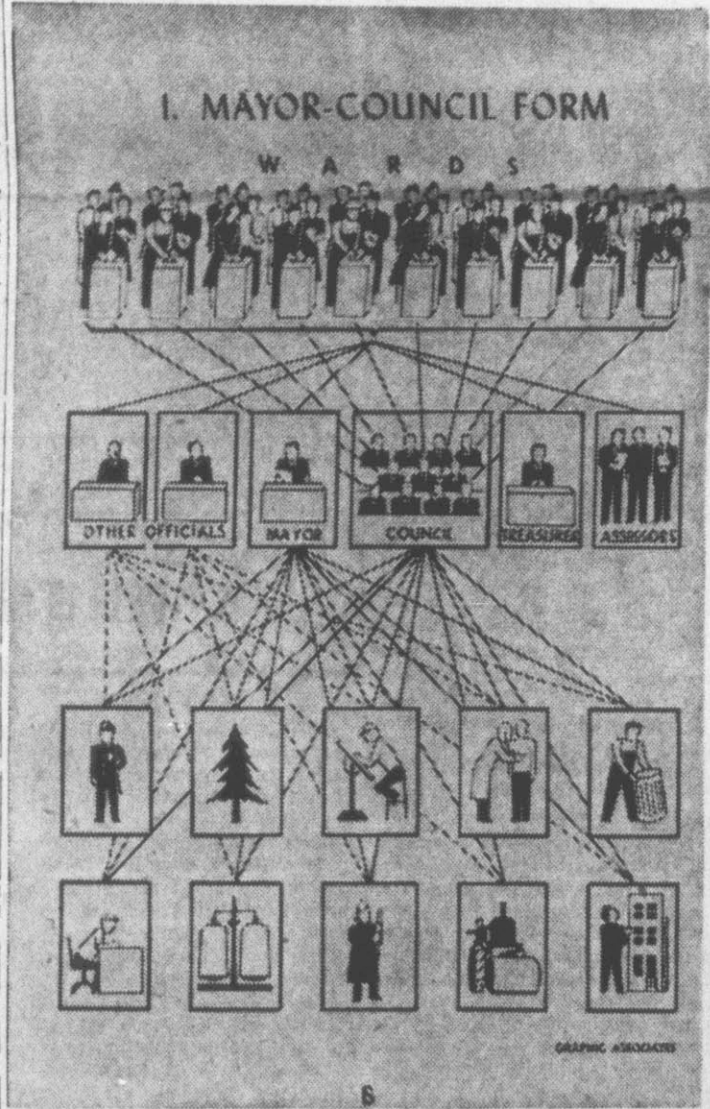 I. MAYOR-COUNCIL FORM
WARDS
OTHER OFFICIALS MAYOR COUNCIL TREASURER ASSESSORS
GRAPHIC ASSOCIATES